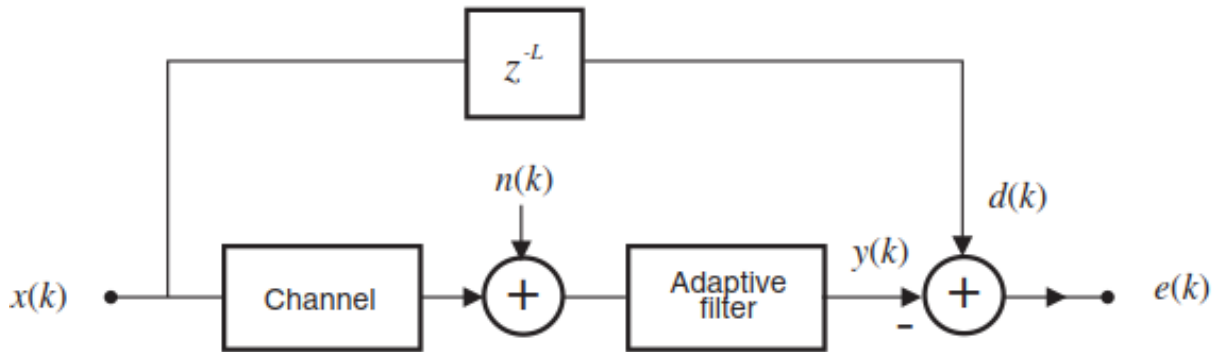 z^-L
n(k)
d(k)
x(k)
Channel
+
Adaptive
filter
y(k)
-
+
e(k)